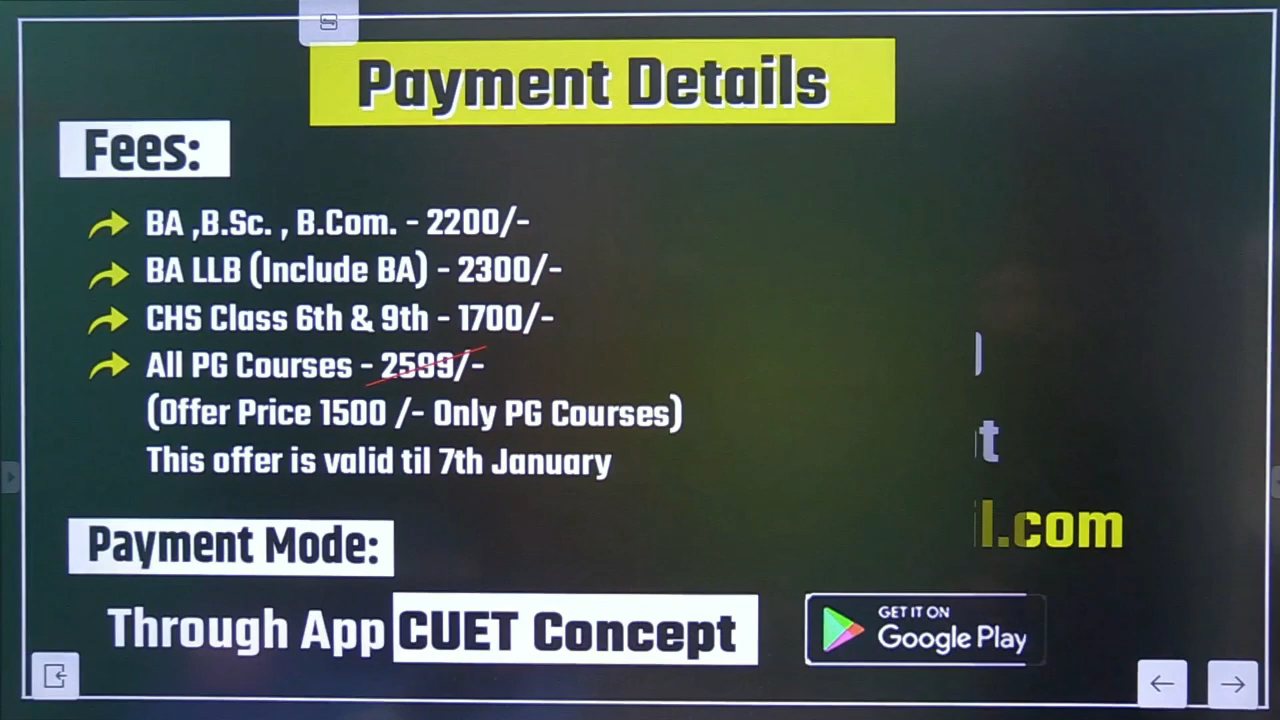 Payment Details
Fees:
BA ,B.Sc. , B.Com. - 2200/-
BA LLB (Include BA) - 2300/-
CHS Class 6th & 9th - 1700/-
All PG Courses - 2599/-
(Offer Price 1500 /- Only PG Courses)
This offer is valid til 7th January
t
l.com
Payment Mode:
Through App CUET Concept
GET IT ON
Google Play